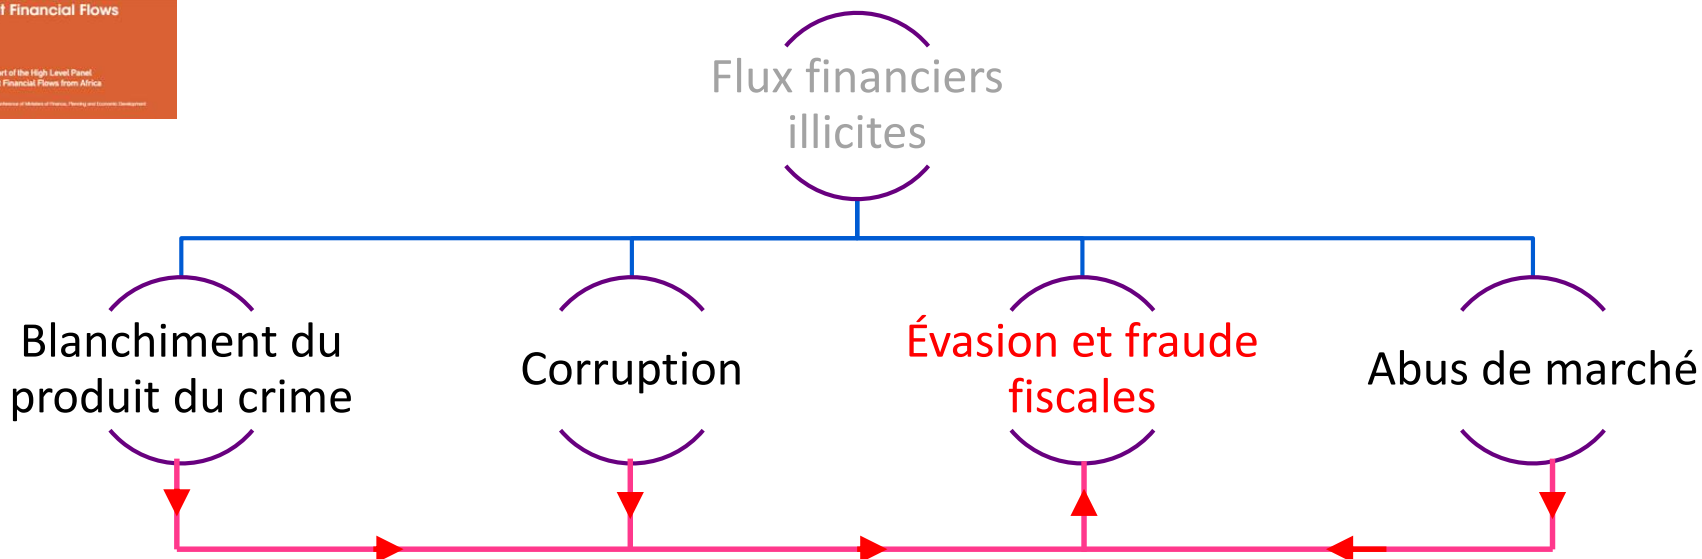 t Financial Flows
rt of the High Level Panel
t Financial Flows from Africa
Flux financiers
illicites
Blanchiment du
produit du crime
Corruption
Évasion et fraude
fiscales
Abus de marché